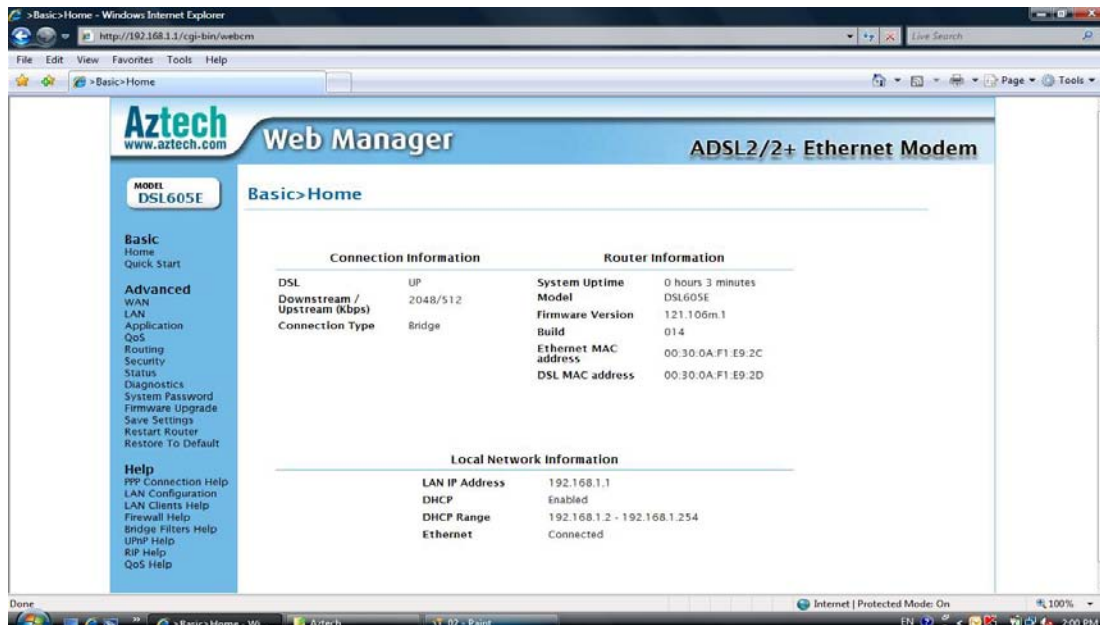 >Basic>Home - Windows Internet Explorer
http://192.168.1.1/cgi-bin/webcm
Live Search
File Edit View Favorites Tools Help
>Basic>Home
Page Tools
Aztech
www.aztech.com
Web Manager
ADSL2/2+ Ethernet Modem
MODEL
DSL605E
Basic>Home
Basic
Home
Quick Start
Advanced
WAN
LAN
Application
QoS
Routing
Security
Status
Diagnostics
System Password
Firmware Upgrade
Save Settings
Restart Router
Restore To Default
Help
PPP Connection Help
LAN Configuration
LAN Clients Help
Firewall Help
Bridge Filters Help
UPnP Help
RIP Help
QoS Help
Connection Information
DSL UP
Downstream /
Upstream (Kbps) 2048/512
Connection Type Bridge
Router Information
System Uptime 0 hours 3 minutes
Model DSL605E
Firmware Version 121.106m.1
Build 014
Ethernet MAC
address 00:30:0A:F1:E9:2C
DSL MAC address 00:30:0A:F1:E9:2D
Local Network Information
LAN IP Address 192.168.1.1
DHCP Enabled
DHCP Range 192.168.1.2 - 192.168.1.254
Ethernet Connected
Done
Internet | Protected Mode: On
100%
>Basic>Home - Wi...
Aztech
02 - Paint
EN
2:00 PM